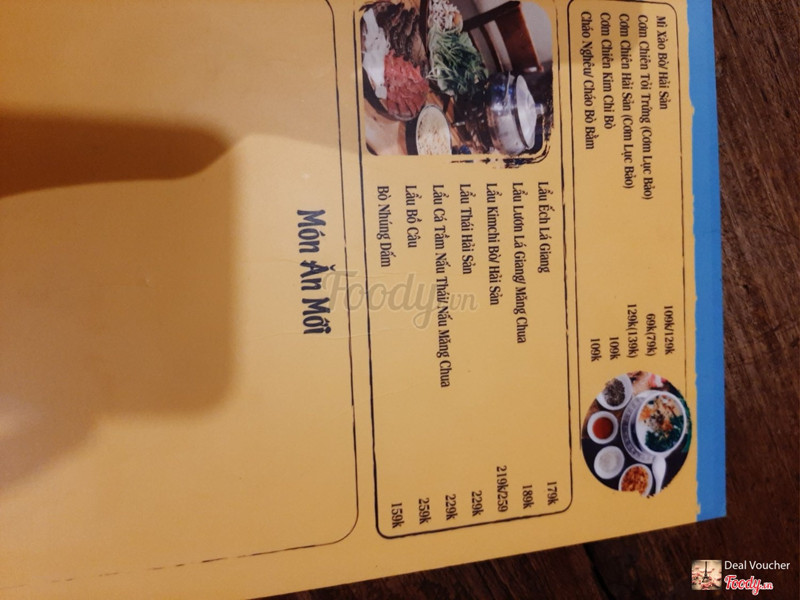 Mì Xào Bò/ Hải Sản 109k/129k
Cơm Chiên Tỏi Trứng (Cơm Lục Bảo) 69k(79k)
Cơm Chiên Hải Sản (Cơm Lục Bảo) 129k(139k)
Cơm Chiên Kim Chi Bò 109k
Cháo Nghêu/ Cháo Bò Bằm 109k
Lẩu Ếch Lá Giang 179k
Lẩu Lươn Lá Giang/ Măng Chua 189k
Lẩu Kimchi Bò/ Hải Sản 219k/259
Lẩu Thái Hải Sản 229k
Lẩu Cá Tầm Nấu Thái/ Nấu Măng Chua 229k
Lẩu Bồ Câu 259k
Bò Nhúng Dấm 159k
Món Ăn Mới
Foody.vn
Deal Voucher
Foody.vn